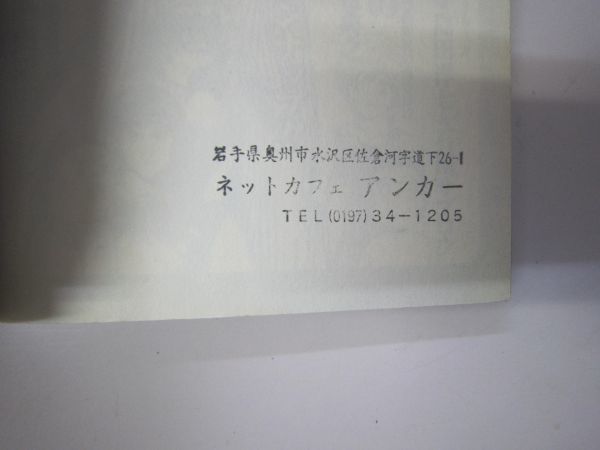 岩手県奥州市水沢区佐倉河字道下26-1
ネットカフェ アンカー
TEL(0197)34-1205